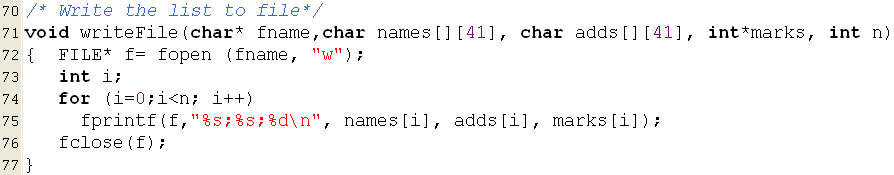 70 /* Write the list to file*/
71 void writeFile(char* fname,char names[][41], char adds[][41], int*marks, int n)
72 {  FILE* f= fopen (fname, "w");
73    int i;
74    for (i=0;i<n; i++)
75      fprintf(f,"%s;%s;%d\n", names[i], adds[i], marks[i]);
76    fclose(f);
77 }